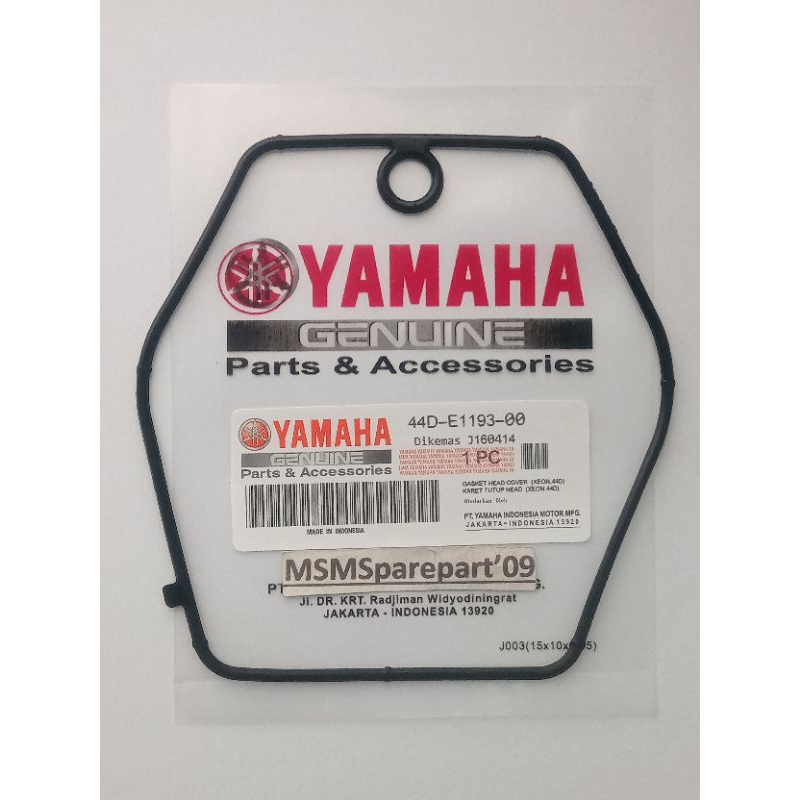 YAMAHA
GENUINE
Parts & Accessories
YAMAHA
GENUINE
Parts & Accessories
MADE IN INDONESIA
44D-E1193-00
Dikemas J160414
1 PC
GASKET HEAD COVER (XEON,44D)
KARET TUTUP HEAD (XEON,44D)
PT. YAMAHA INDONESIA MOTOR MFG.
JAKARTA - INDONESIA 13920
MSMSparepart'09
Jl. DR. KRT. Radjiman Widyodiningrat
JAKARTA - INDONESIA 13920
J003(15x10x